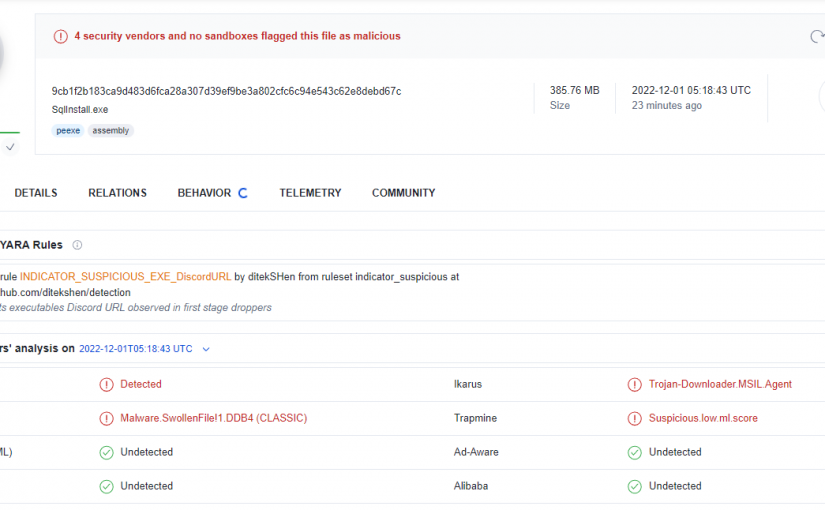 4 security vendors and no sandboxes flagged this file as malicious
9cb1f2b183ca9d483d6fca28a307d39ef9be3a802cfc6c94e543c62e8debd67c
SqlInstall.exe
peexe assembly
385.76 MB
Size
2022-12-01 05:18:43 UTC
23 minutes ago
DETAILS RELATIONS BEHAVIOR TELEMETRY COMMUNITY
YARA Rules
rule INDICATOR_SUSPICIOUS_EXE_DiscordURL by ditekSHen from ruleset indicator_suspicious at
hub.com/ditekshen/detection
ts executables Discord URL observed in first stage droppers
rs' analysis on 2022-12-01T05:18:43 UTC
Detected Ikarus Trojan-Downloader.MSIL.Agent
Malware.SwollenFile!1.DDB4 (CLASSIC) Trapmine Suspicious.low.ml.score
ML) Undetected Ad-Aware Undetected
Undetected Alibaba Undetected